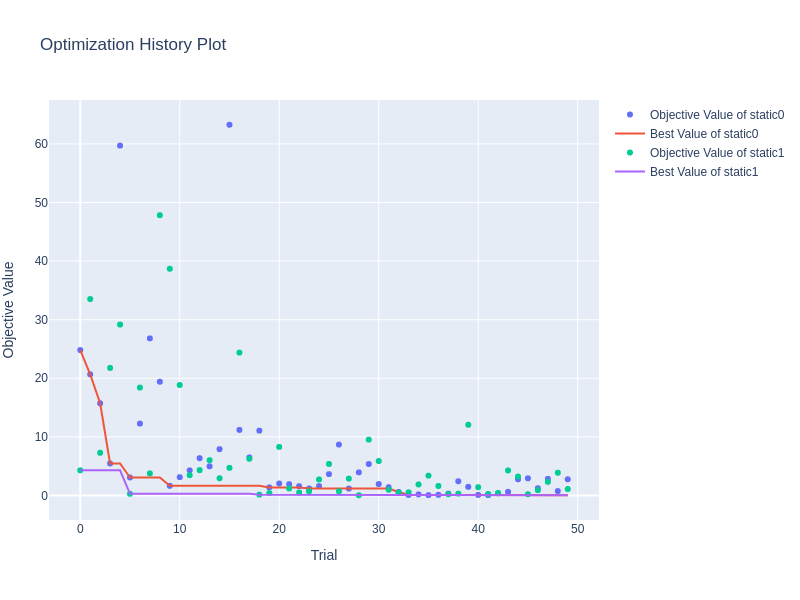 Optimization History Plot
Objective Value of static0
Best Value of static0
Objective Value of static1
Best Value of static1
60
50
40
30
20
10
0
Objective Value
0 10 20 30 40 50
Trial